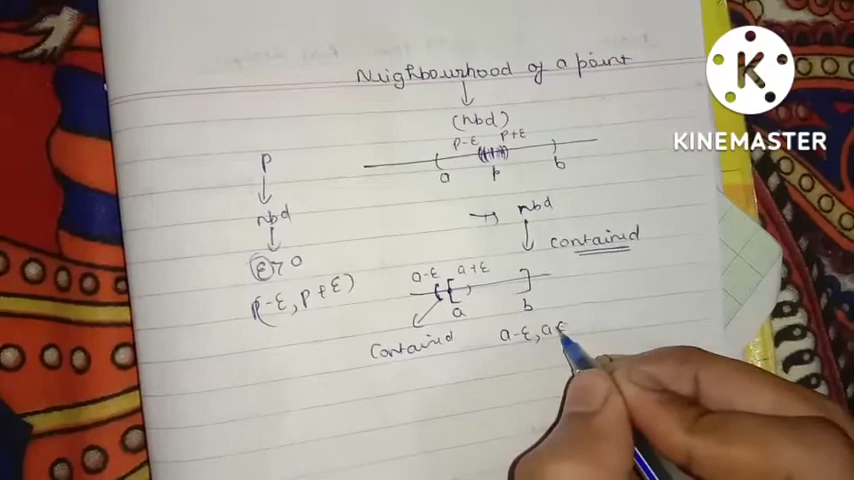 Neighbourhood of a point
(nbd)
p-ε p+ε
a p b
p
nbd
ε>0
(p-ε, p+ε)
nbd
contained
a-ε a+ε
a b
Contained
a-ε, a ε
K
KINEMASTER